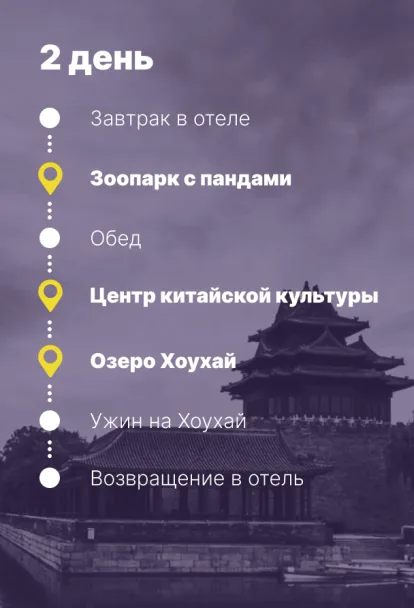 2 день
Завтрак в отеле
Зоопарк с пандами
Обед
Центр китайской культуры
Озеро Хоухай
Ужин на Хоухай
Возвращение в отель